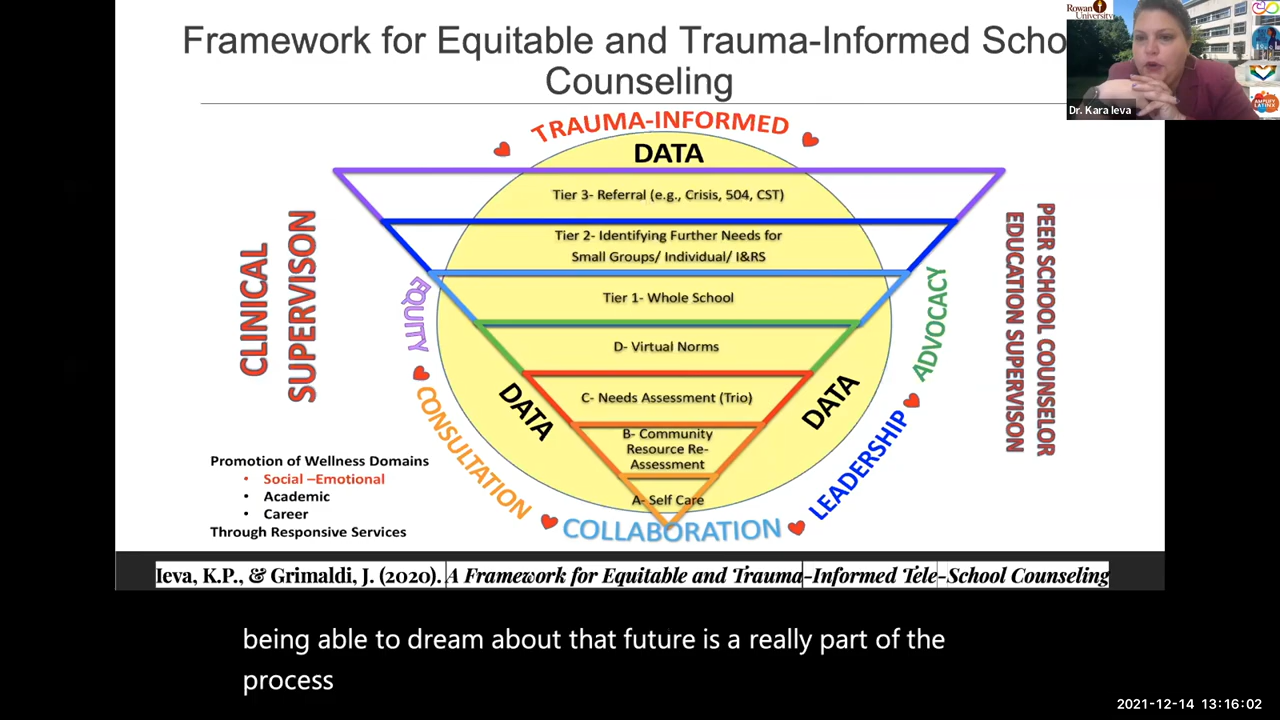 Framework for Equitable and Trauma-Informed Scho
Counseling
Rowan
University
Dr. Kara Ieva
AMPLIFY
LATINX
TRAUMA-INFORMED
DATA
Tier 3- Referral (e.g., Crisis, 504, CST)
Tier 2- Identifying Further Needs for
Small Groups/ Individual/ I&RS
Tier 1- Whole School
D- Virtual Norms
C- Needs Assessment (Trio)
B- Community
Resource Re-
Assessment
A- Self Care
DATA
DATA
CLINICAL
SUPERVISON
EQUITY
CONSULTATION
COLLABORATION
LEADERSHIP
ADVOCACY
PEER SCHOOL COUNSELOR
EDUCATION SUPERVISON
Promotion of Wellness Domains
• Social –Emotional
• Academic
• Career
Through Responsive Services
Ieva, K.P., & Grimaldi, J. (2020). A Framework for Equitable and Trauma-Informed Tele-School Counseling
being able to dream about that future is a really part of the
process
2021-12-14 13:16:02